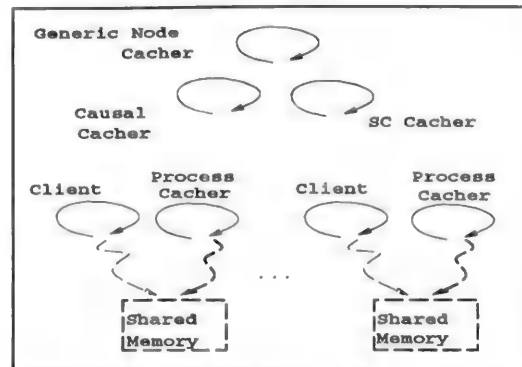 Generic Node
Cacher
Causal
Cacher
SC Cacher
Client
Process
Cacher
Client
Process
Cacher
...
Shared
Memory
Shared
Memory